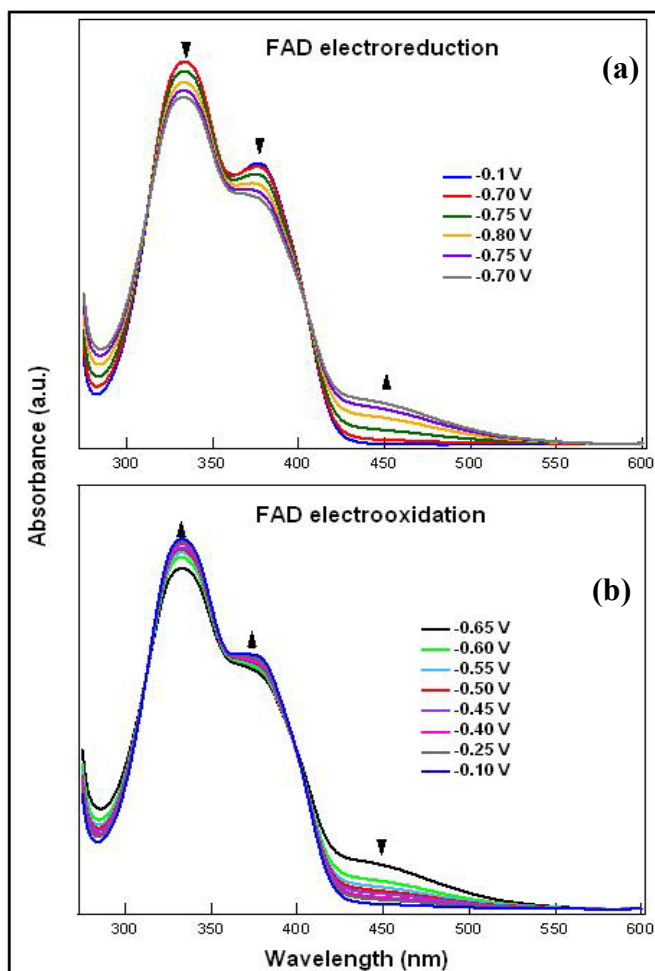 FAD electroreduction
(a)
-0.1 V
-0.70 V
-0.75 V
-0.80 V
-0.75 V
-0.70 V
300 350 400 450 500 550 600
Absorbance (a.u.)
FAD electrooxidation
(b)
-0.65 V
-0.60 V
-0.55 V
-0.50 V
-0.45 V
-0.40 V
-0.25 V
-0.10 V
300 350 400 450 500 550 600
Wavelength (nm)